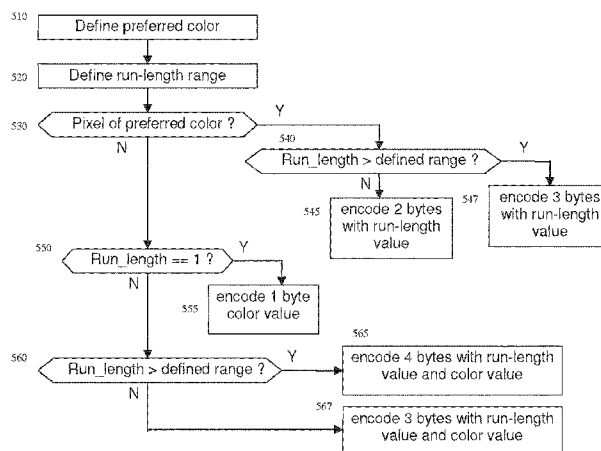 510
Define preferred color
520
Define run-length range
530
Pixel of preferred color ?
Y
N
540
Run_length > defined range ?
Y
N
545
encode 2 bytes
with run-length
value
547
encode 3 bytes
with run-length
value
550
Run_length == 1 ?
Y
N
555
encode 1 byte
color value
560
Run_length > defined range ?
Y
N
565
encode 4 bytes with run-length
value and color value
567
encode 3 bytes with run-length
value and color value